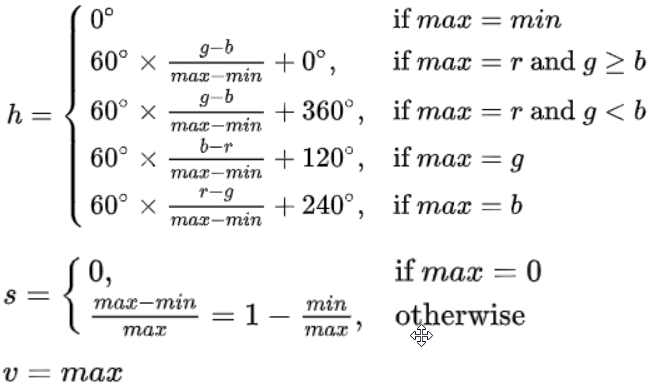 h = { 0° if max = min
60° × (g−b)/(max−min) + 0°, if max = r and g ≥ b
60° × (g−b)/(max−min) + 360°, if max = r and g < b
60° × (b−r)/(max−min) + 120°, if max = g
60° × (r−g)/(max−min) + 240°, if max = b
s = { 0, if max = 0
(max−min)/max = 1 − min/max, otherwise
v = max